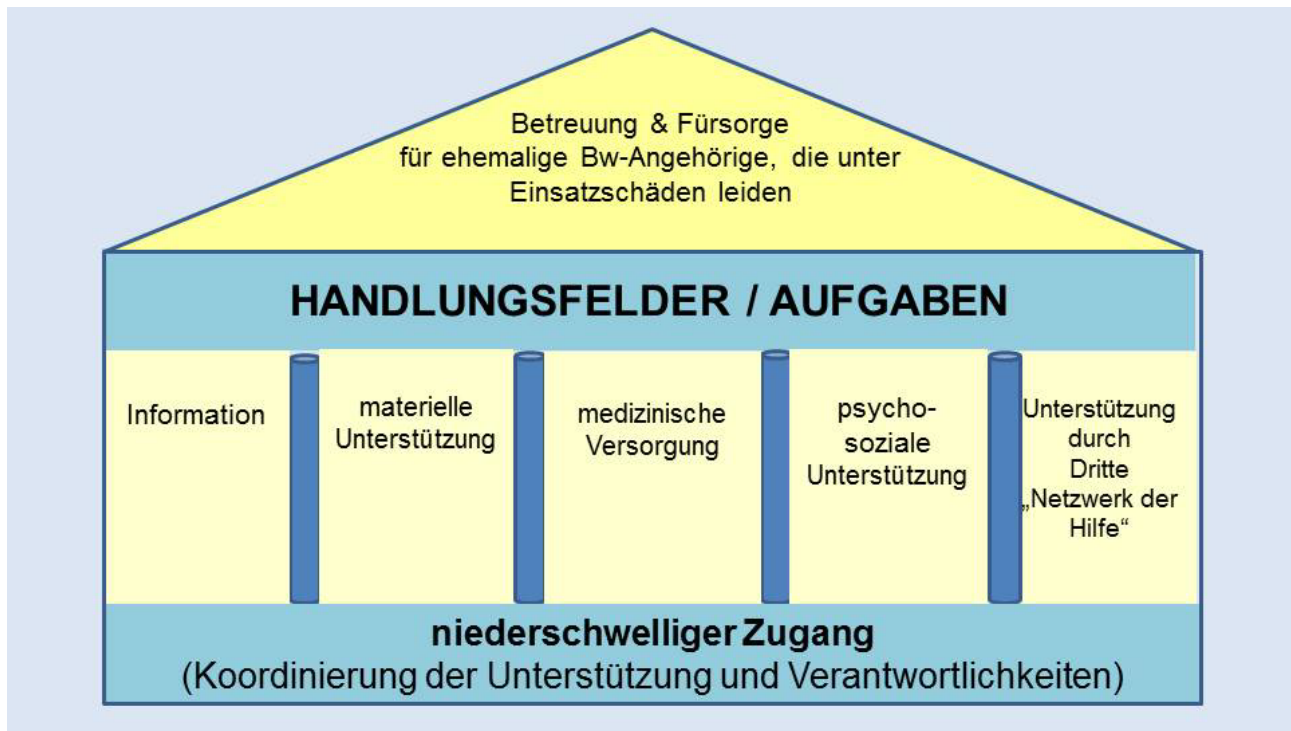 Betreuung & Fürsorge
für ehemalige Bw-Angehörige, die unter
Einsatzschäden leiden
HANDLUNGSFELDER / AUFGABEN
Information
materielle
Unterstützung
medizinische
Versorgung
psycho-
soziale
Unterstützung
Unterstützung
durch
Dritte
„Netzwerk der
Hilfe“
niederschwelliger Zugang
(Koordinierung der Unterstützung und Verantwortlichkeiten)